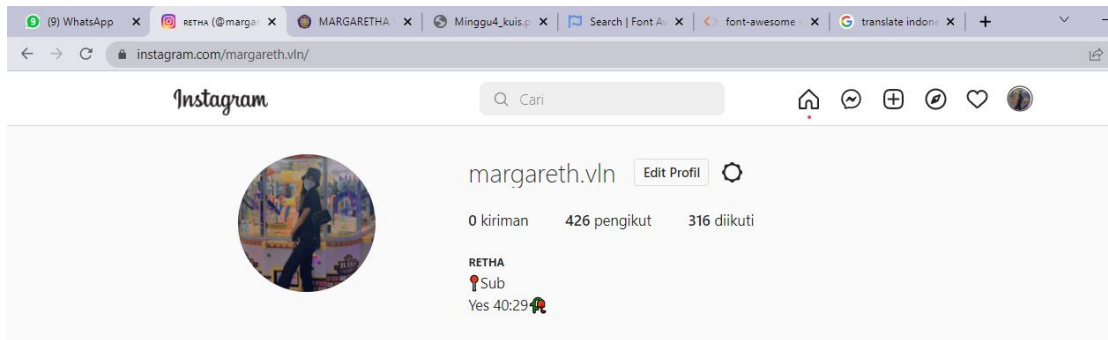 (9) WhatsApp
RETHA (@margar
MARGARETHA
Minggu4_kuis.p
Search | Font Av
font-awesome -
translate indone
instagram.com/margareth.vln/
Instagram
Cari
margareth.vln Edit Profil
0 kiriman 426 pengikut 316 diikuti
RETHA
Sub
Yes 40:29